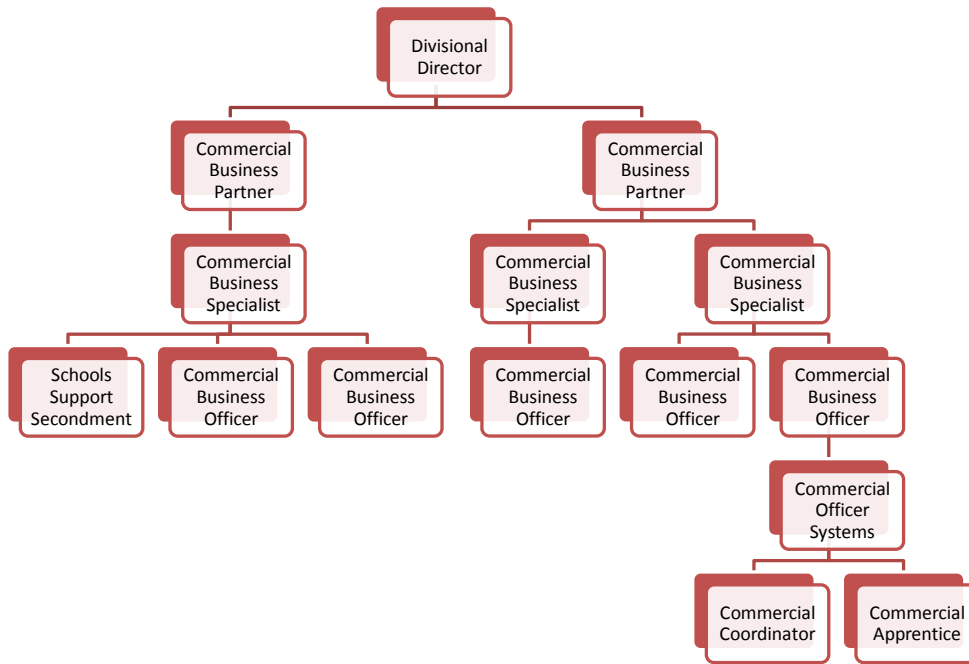 Divisional
Director
Commercial
Business
Partner
Commercial
Business
Partner
Commercial
Business
Specialist
Commercial
Business
Specialist
Commercial
Business
Specialist
Schools
Support
Secondment
Commercial
Business
Officer
Commercial
Business
Officer
Commercial
Business
Officer
Commercial
Business
Officer
Commercial
Business
Officer
Commercial
Officer
Systems
Commercial
Coordinator
Commercial
Apprentice